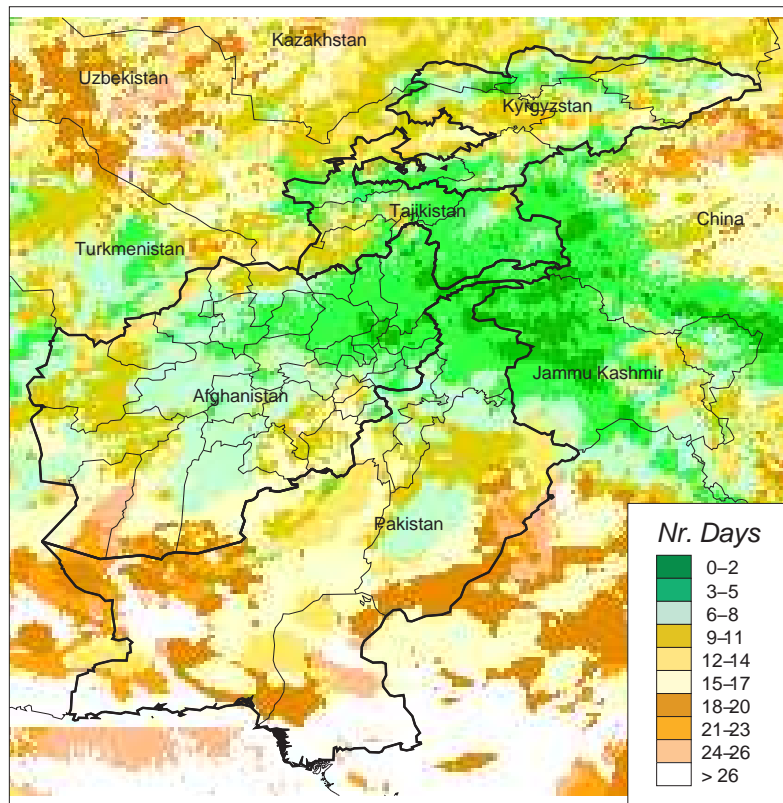 Kazakhstan
Uzbekistan
Kyrgyzstan
Tajikistan
China
Turkmenistan
Jammu Kashmir
Afghanistan
Pakistan
Nr. Days
0–2
3–5
6–8
9–11
12–14
15–17
18–20
21–23
24–26
> 26